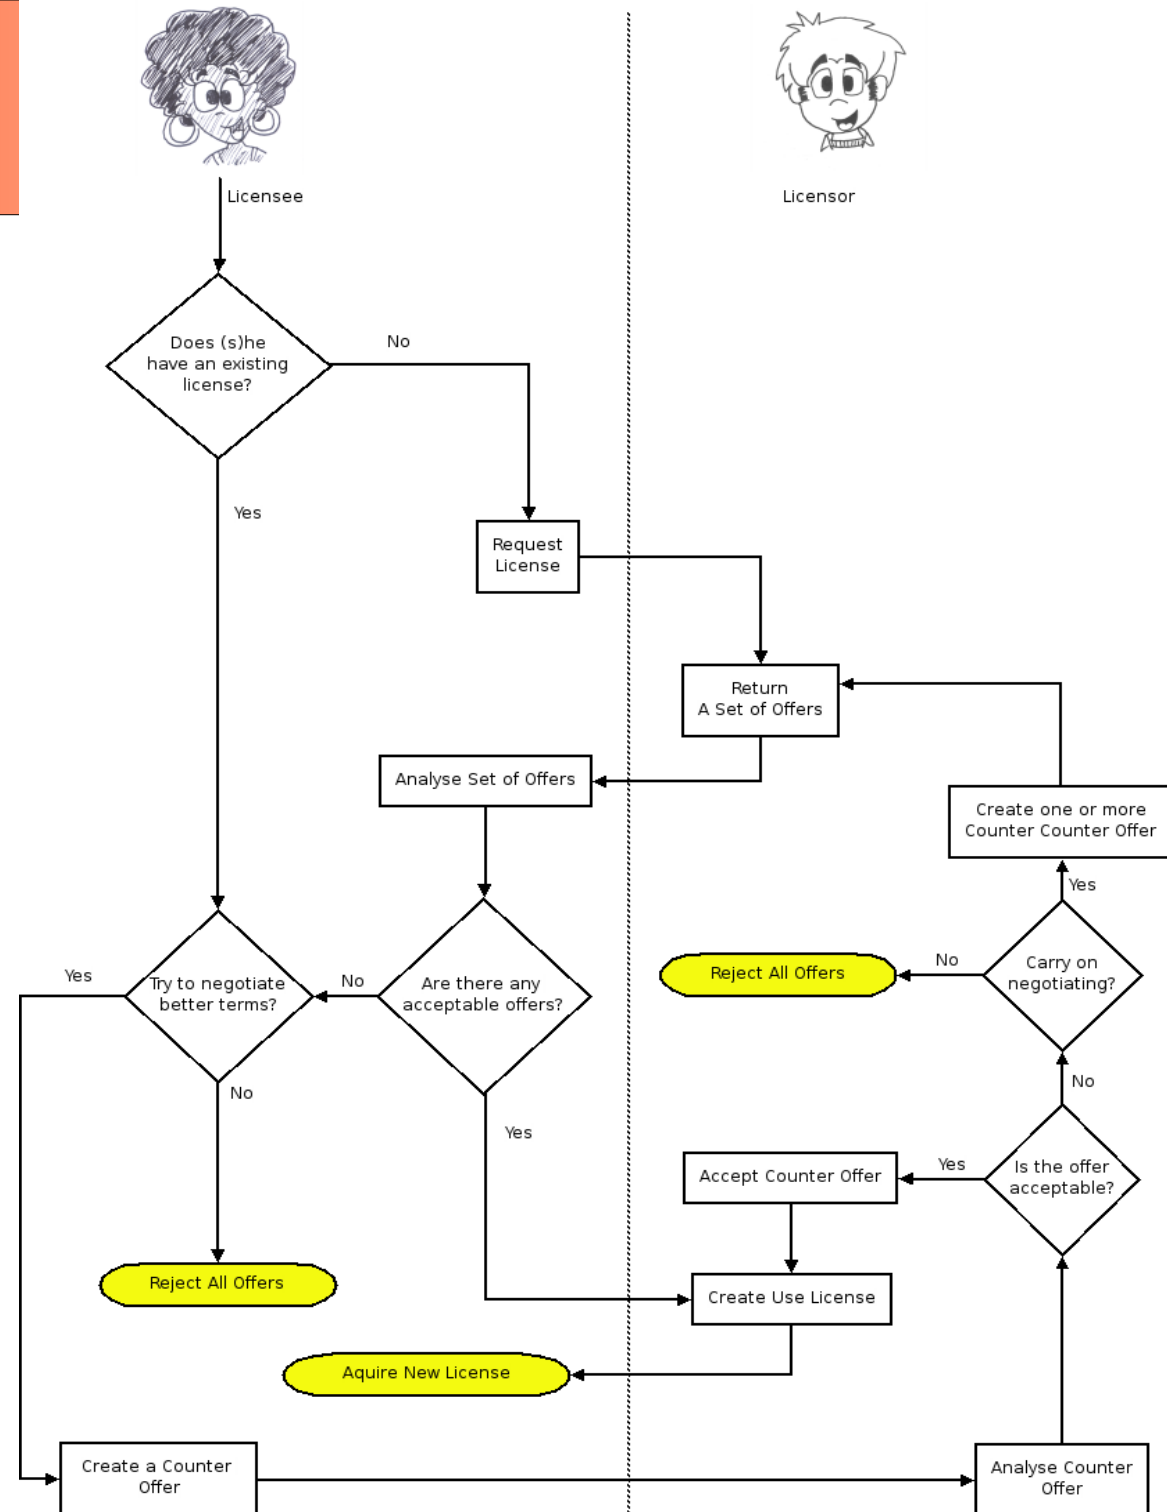 Licensee
Licensor
Does (s)he
have an existing
license?
No
Yes
Request
License
Return
A Set of Offers
Analyse Set of Offers
Create one or more
Counter Counter Offer
Yes
Carry on
negotiating?
No
Reject All Offers
Are there any
acceptable offers?
No
Try to negotiate
better terms?
Yes
No
Yes
No
Is the offer
acceptable?
Yes
Accept Counter Offer
Reject All Offers
Create Use License
Aquire New License
Create a Counter
Offer
Analyse Counter
Offer